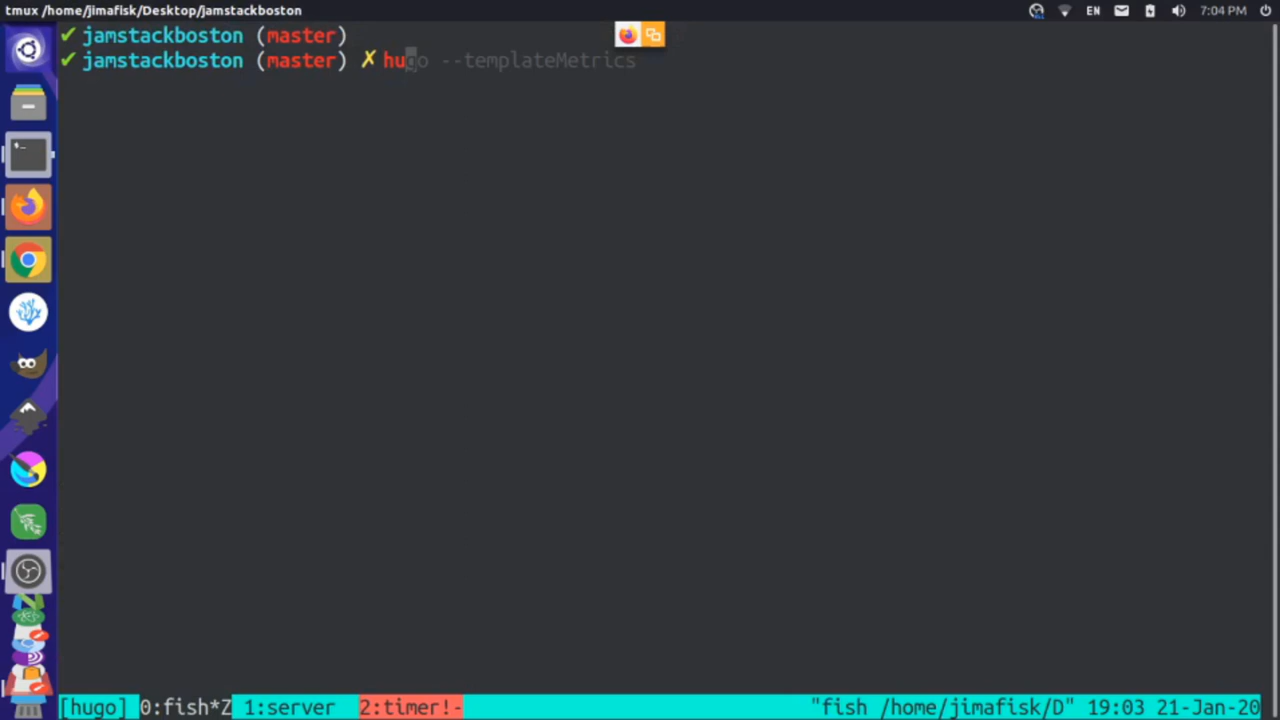 tmux /home/jimafisk/Desktop/jamstackboston
EN
7:04 PM
✔ jamstackboston (master)
✔ jamstackboston (master) ✗ hugo --templateMetrics
[hugo] 0:fish*Z 1:server 2:timer!- "fish /home/jimafisk/D" 19:03 21-Jan-20